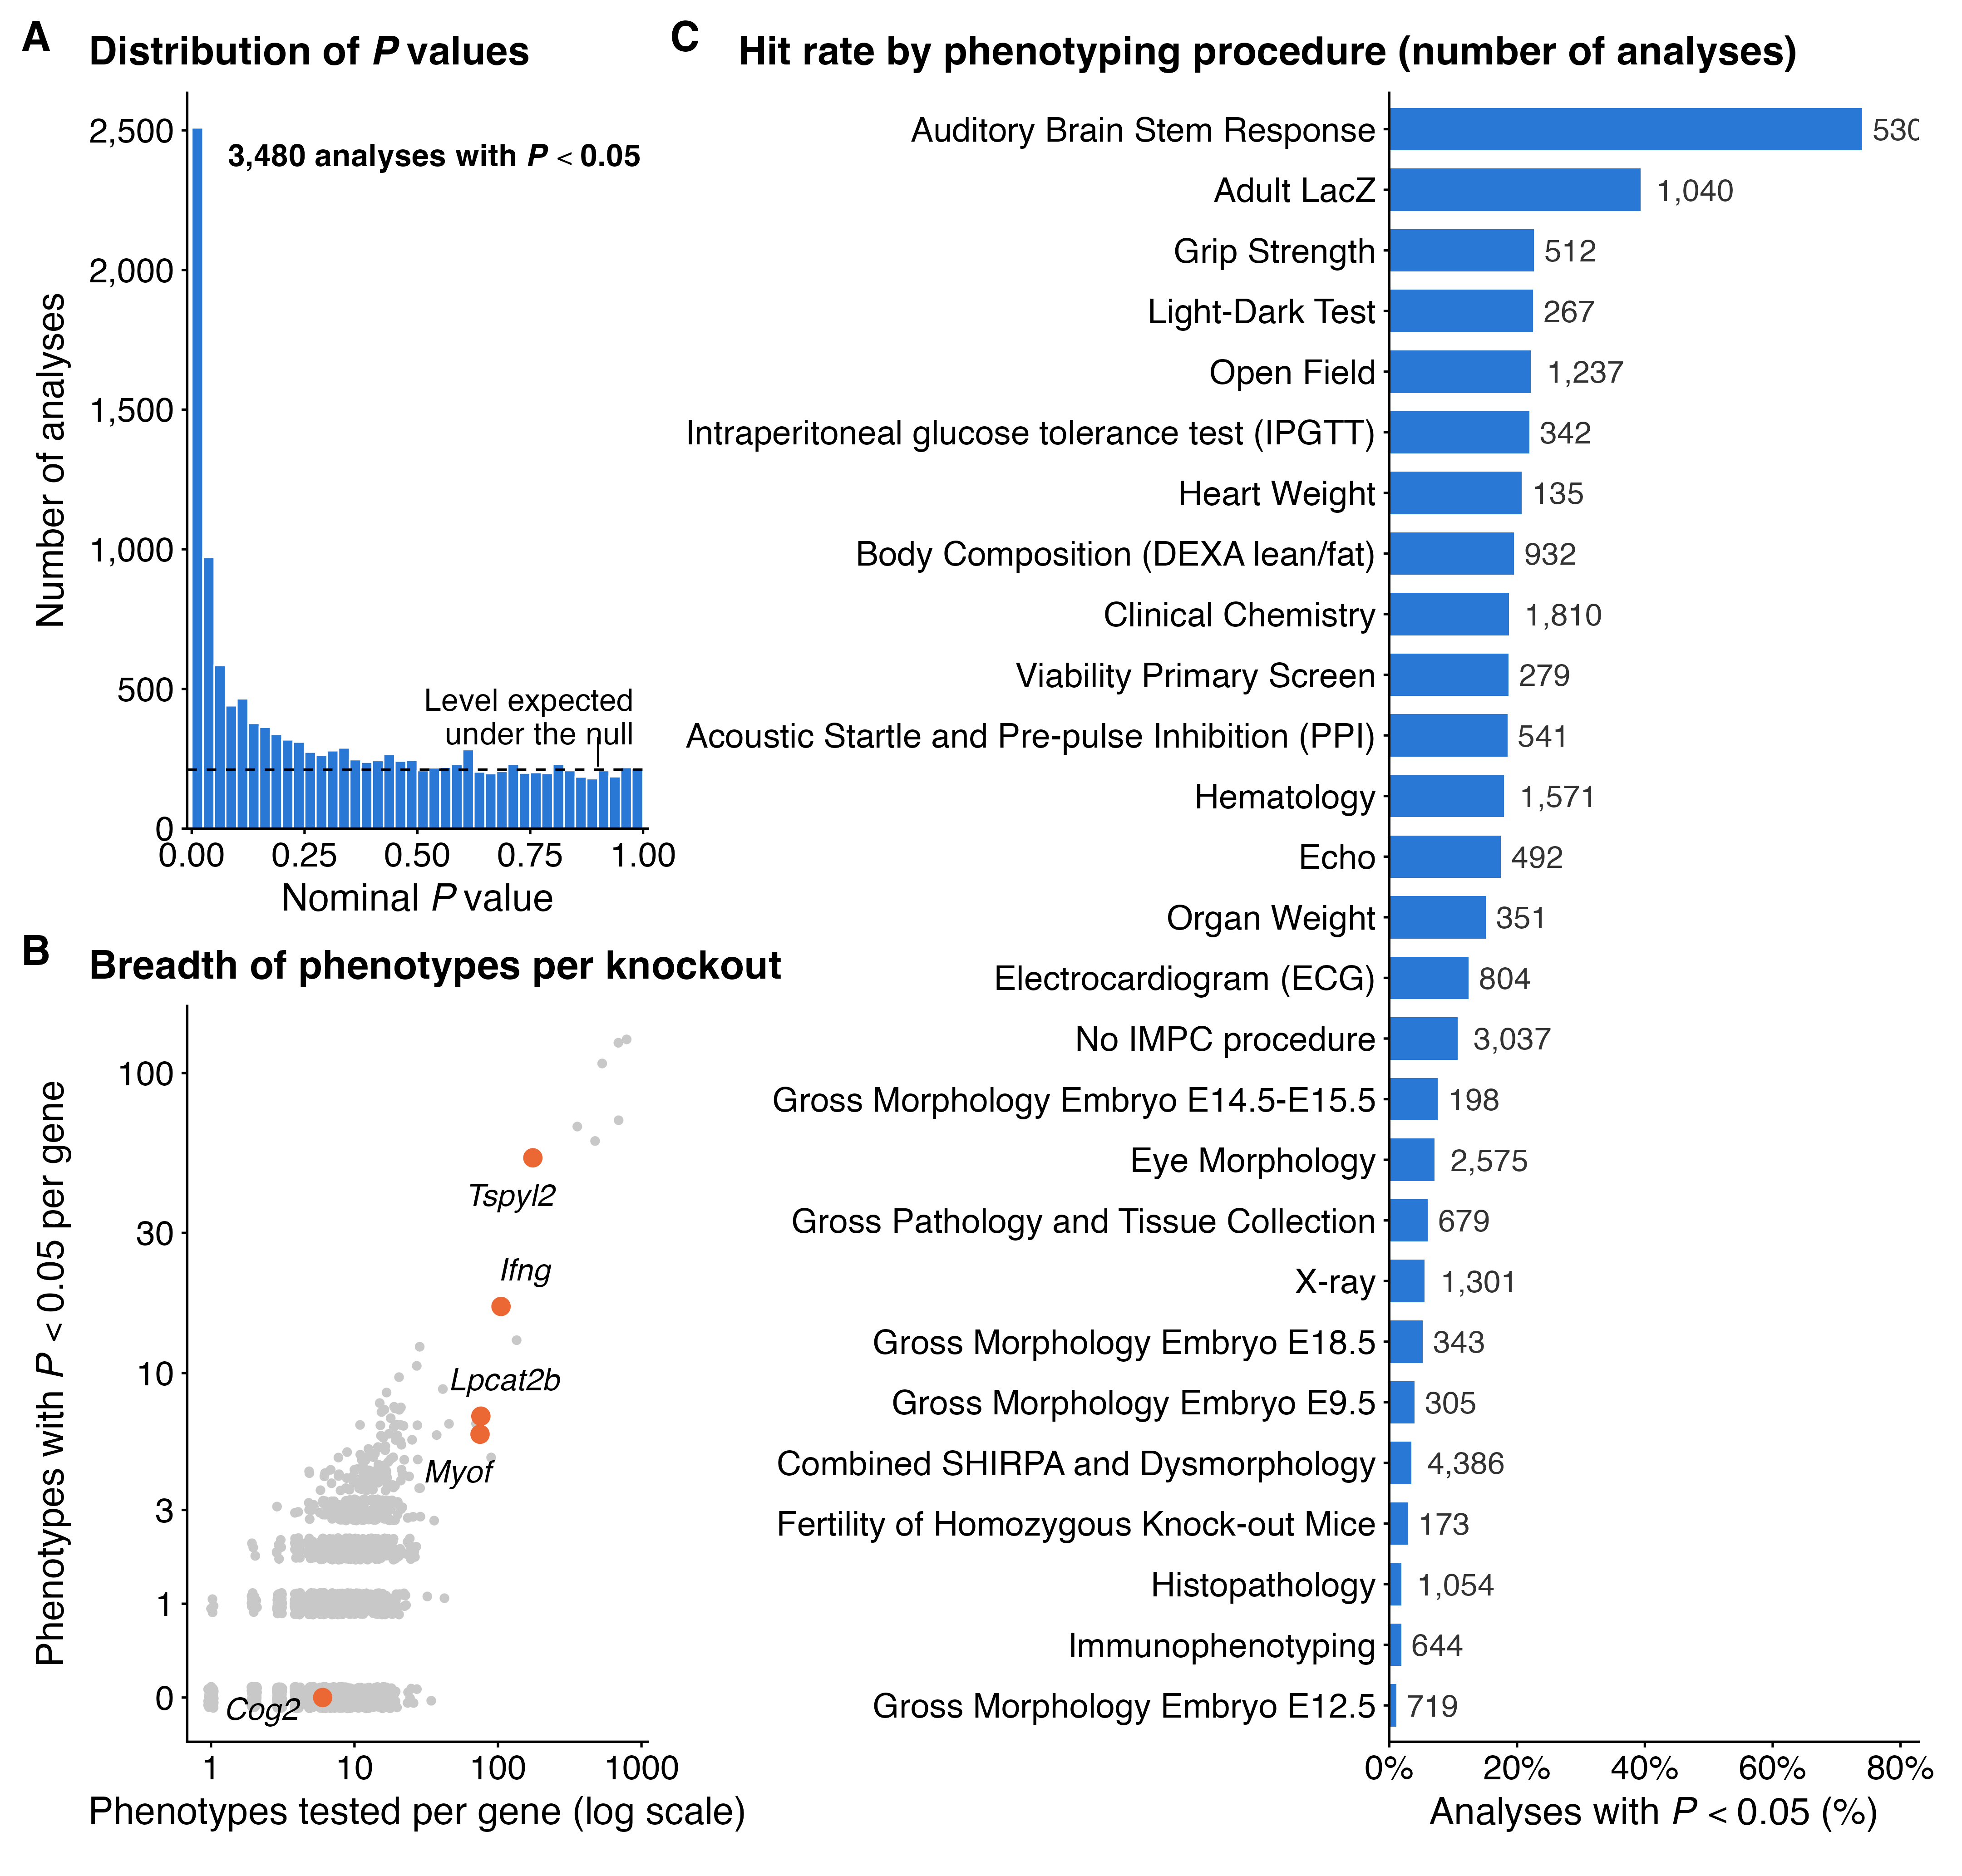 A
Distribution of P values
2,500
2,000
1,500
1,000
500
0
Number of analyses
3,480 analyses with P < 0.05
Level expected
under the null
0.00 0.25 0.50 0.75 1.00
Nominal P value
B
Breadth of phenotypes per knockout
100
30
10
3
1
0
Phenotypes with P < 0.05 per gene
Tspyl2
Ifng
Lpcat2b
Myof
Cog2
1 10 100 1000
Phenotypes tested per gene (log scale)
C
Hit rate by phenotyping procedure (number of analyses)
Auditory Brain Stem Response 530
Adult LacZ 1,040
Grip Strength 512
Light-Dark Test 267
Open Field 1,237
Intraperitoneal glucose tolerance test (IPGTT) 342
Heart Weight 135
Body Composition (DEXA lean/fat) 932
Clinical Chemistry 1,810
Viability Primary Screen 279
Acoustic Startle and Pre-pulse Inhibition (PPI) 541
Hematology 1,571
Echo 492
Organ Weight 351
Electrocardiogram (ECG) 804
No IMPC procedure 3,037
Gross Morphology Embryo E14.5-E15.5 198
Eye Morphology 2,575
Gross Pathology and Tissue Collection 679
X-ray 1,301
Gross Morphology Embryo E18.5 343
Gross Morphology Embryo E9.5 305
Combined SHIRPA and Dysmorphology 4,386
Fertility of Homozygous Knock-out Mice 173
Histopathology 1,054
Immunophenotyping 644
Gross Morphology Embryo E12.5 719
0% 20% 40% 60% 80%
Analyses with P < 0.05 (%)